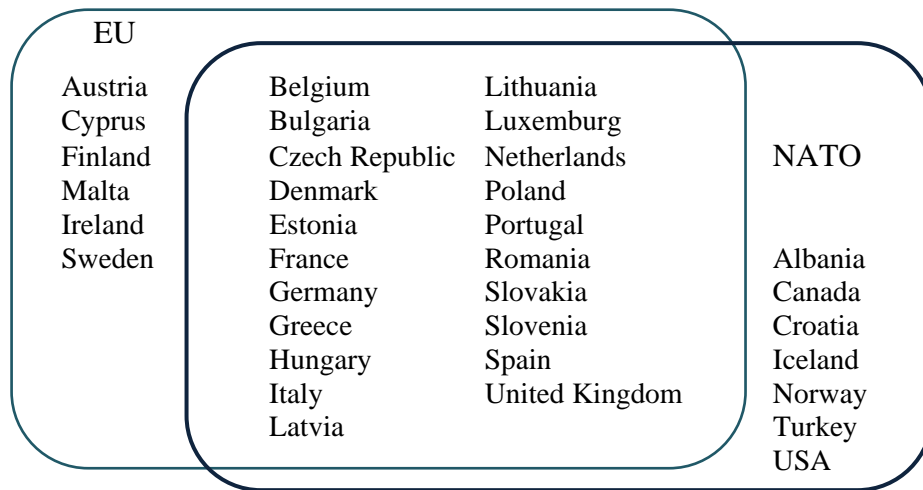 EU
Austria
Cyprus
Finland
Malta
Ireland
Sweden
Belgium
Bulgaria
Czech Republic
Denmark
Estonia
France
Germany
Greece
Hungary
Italy
Latvia
Lithuania
Luxemburg
Netherlands
Poland
Portugal
Romania
Slovakia
Slovenia
Spain
United Kingdom
NATO
Albania
Canada
Croatia
Iceland
Norway
Turkey
USA